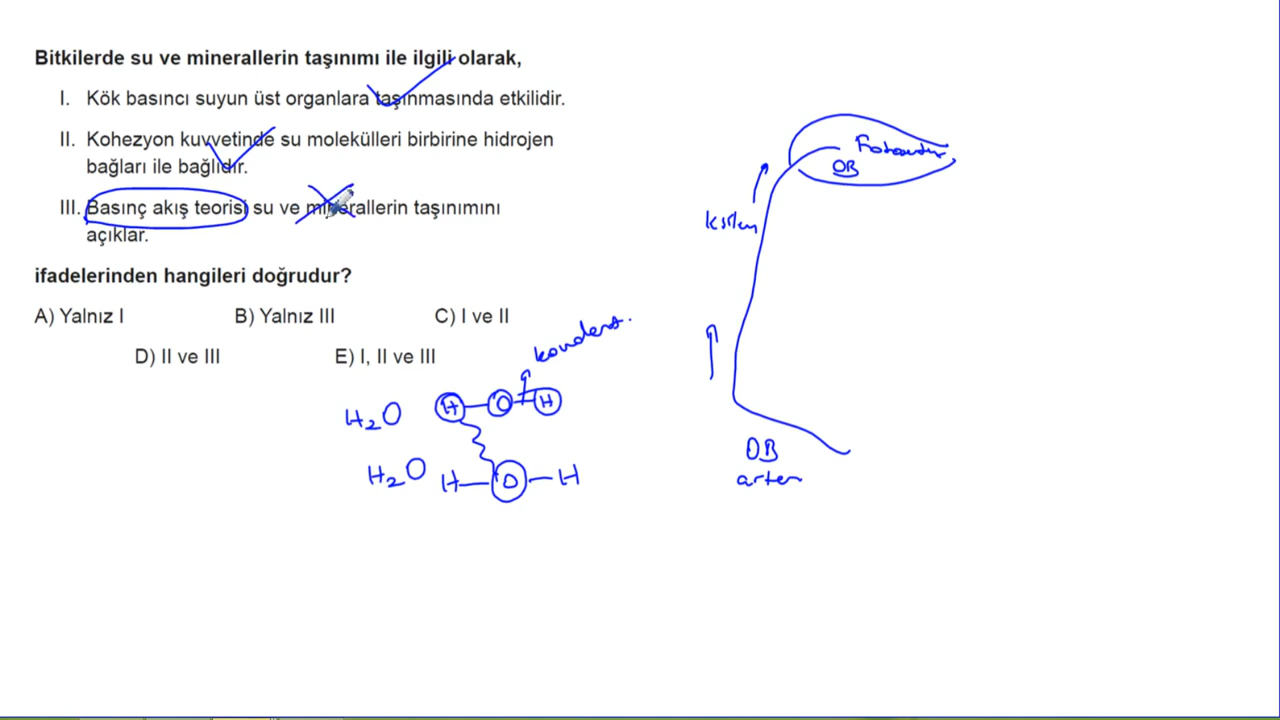 Bitkilerde su ve minerallerin taşınımı ile ilgili olarak,
I. Kök basıncı suyun üst organlara taşınmasında etkilidir.
II. Kohezyon kuvvetinde su molekülleri birbirine hidrojen
bağları ile bağlıdır.
III. Basınç akış teorisi su ve minerallerin taşınımını
açıklar.
ifadelerinden hangileri doğrudur?
A) Yalnız I B) Yalnız III C) I ve II
D) II ve III E) I, II ve III
kovalent.
H₂O H O H
H₂O H O H
OB
ksilem
OB
artar